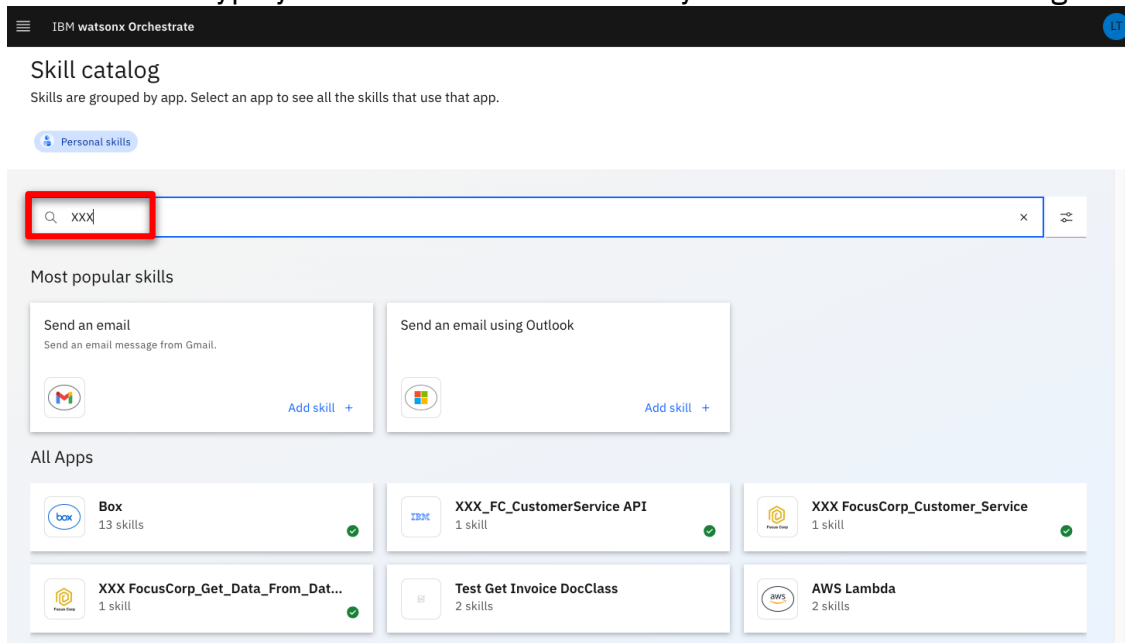 IBM watsonx Orchestrate
LT
Skill catalog
Skills are grouped by app. Select an app to see all the skills that use that app.
Personal skills
XXX
Most popular skills
Send an email
Send an email message from Gmail.
Add skill +
Send an email using Outlook
Add skill +
All Apps
box
Box
13 skills
IBM
XXX_FC_CustomerService API
1 skill
Focus Corp
XXX FocusCorp_Customer_Service
1 skill
Focus Corp
XXX FocusCorp_Get_Data_From_Dat...
1 skill
Test Get Invoice DocClass
2 skills
aws
AWS Lambda
2 skills